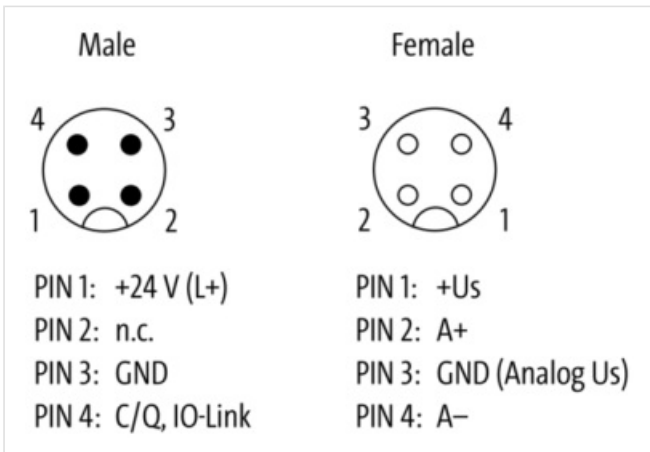 Male
Female
4 3
1 2
3 4
2 1
PIN 1: +24 V (L+)
PIN 2: n.c.
PIN 3: GND
PIN 4: C/Q, IO-Link
PIN 1: +Us
PIN 2: A+
PIN 3: GND (Analog Us)
PIN 4: A–